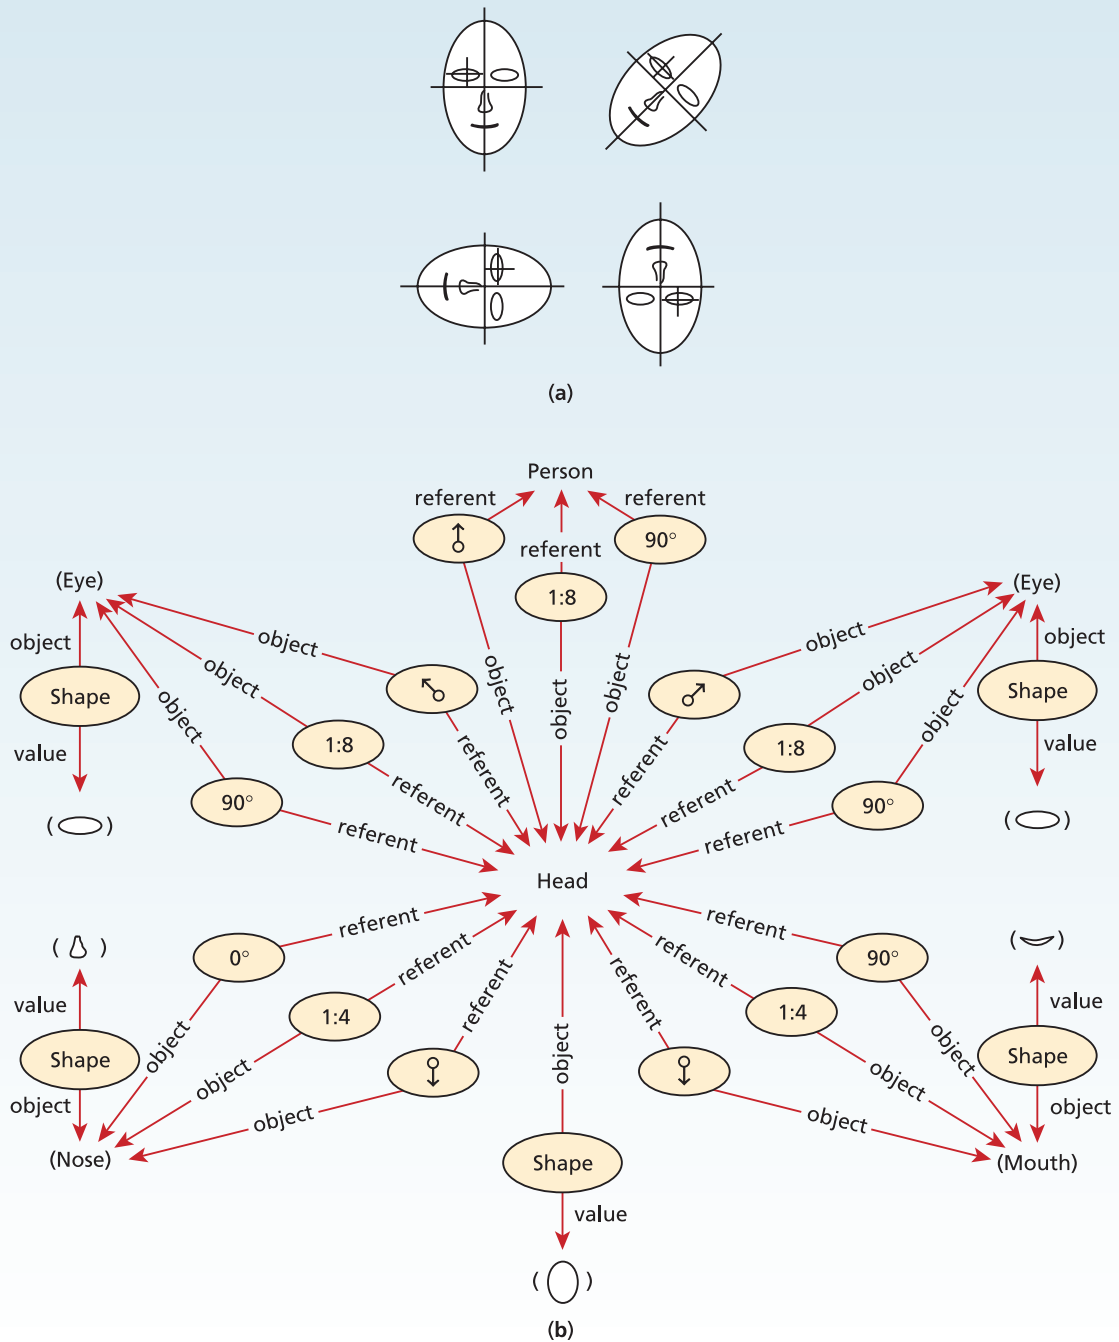 (a)
Person
referent
referent
90°
referent
1:8
(Eye)
(Eye)
object
object
object
object
object
object
object
Shape
Shape
object
object
object
object
object
value
value
1:8
1:8
referent
referent
90°
90°
referent
referent
referent
referent
( )
( )
Head
referent
referent
( )
( )
0°
90°
referent
referent
value
value
1:4
1:4
referent
referent
Shape
Shape
object
object
object
object
object
object
object
object
object
(Nose)
Shape
(Mouth)
value
( )
(b)